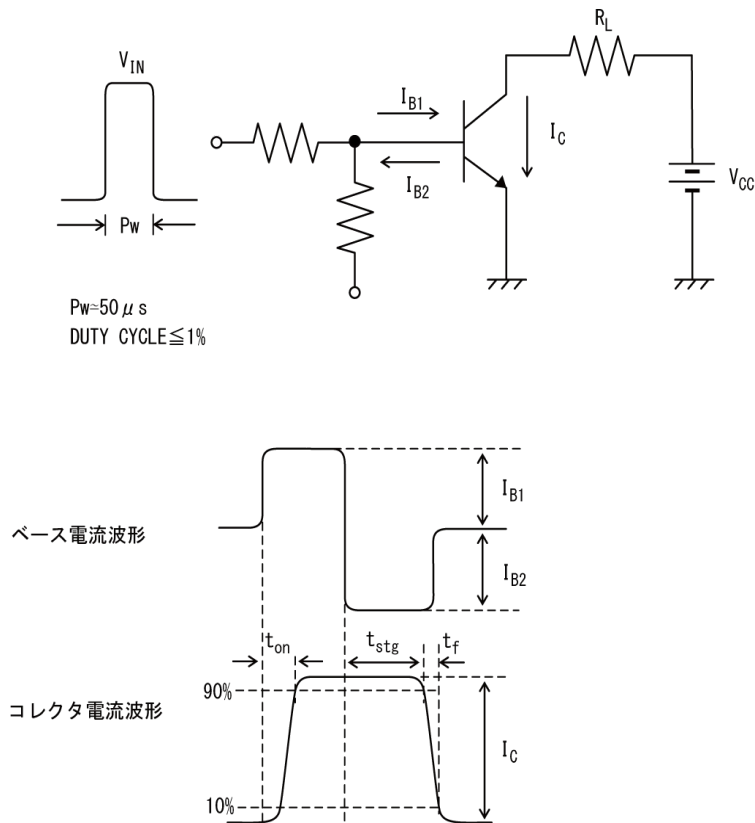 R_L
V_IN
I_B1
I_C
I_B2
V_CC
Pw
Pw≃50μs
DUTY CYCLE≦1%
I_B1
ベース電流波形
I_B2
t_on
t_stg
t_f
90%
コレクタ電流波形
I_C
10%